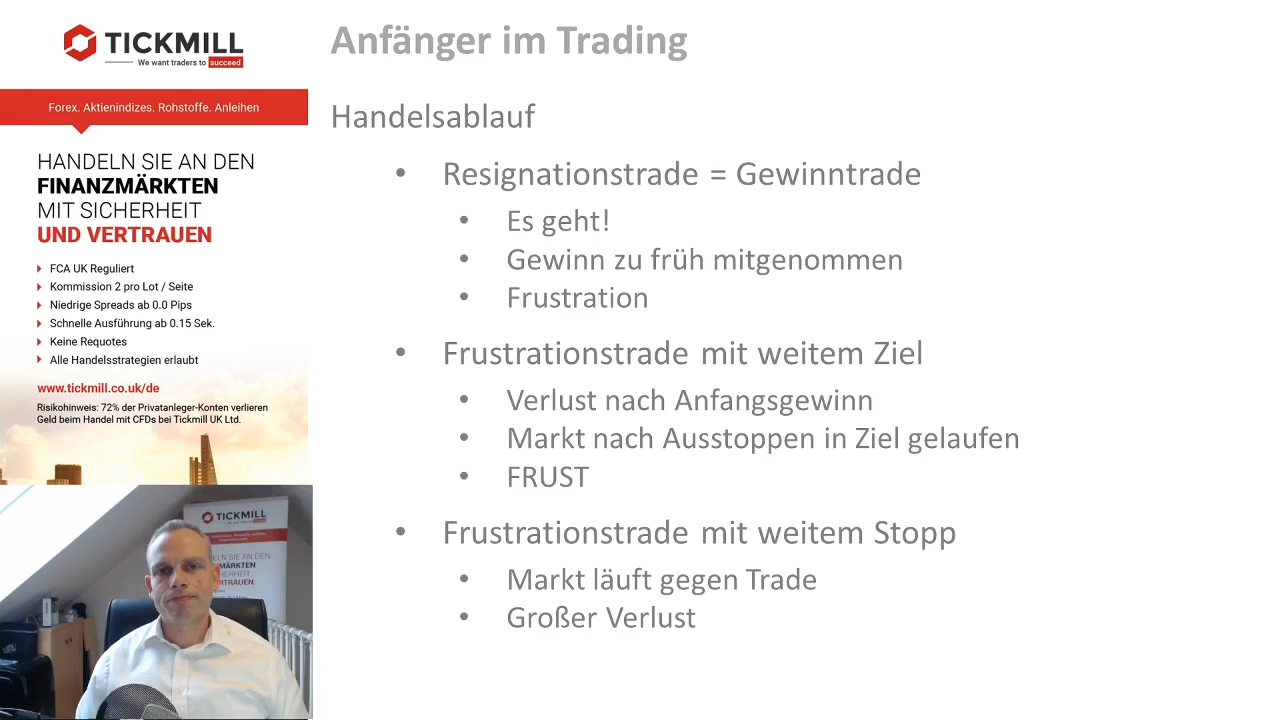 TICKMILL
We want traders to succeed
Forex. Aktienindizes. Rohstoffe. Anleihen
HANDELN SIE AN DEN
FINANZMÄRKTEN
MIT SICHERHEIT
UND VERTRAUEN
FCA UK Reguliert
Kommission 2 pro Lot / Seite
Niedrige Spreads ab 0.0 Pips
Schnelle Ausführung ab 0.15 Sek.
Keine Requotes
Alle Handelsstrategien erlaubt
www.tickmill.co.uk/de
Risikohinweis: 72% der Privatanleger-Konten verlieren
Geld beim Handel mit CFDs bei Tickmill UK Ltd.
Anfänger im Trading
Handelsablauf
• Resignationstrade = Gewinntrade
• Es geht!
• Gewinn zu früh mitgenommen
• Frustration
• Frustrationstrade mit weitem Ziel
• Verlust nach Anfangsgewinn
• Markt nach Ausstoppen in Ziel gelaufen
• FRUST
• Frustrationstrade mit weitem Stopp
• Markt läuft gegen Trade
• Großer Verlust
TICKMILL